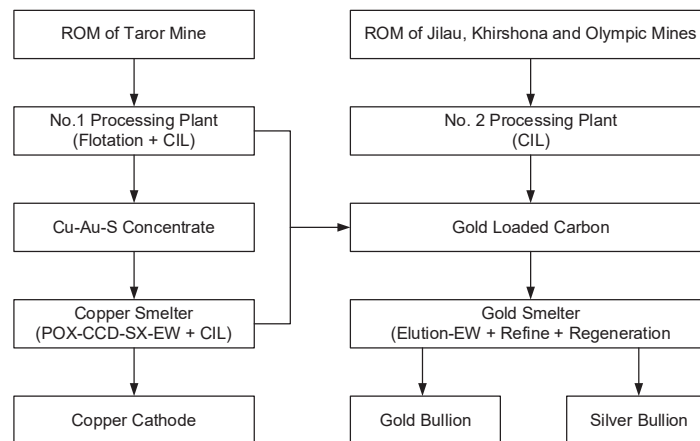 ROM of Taror Mine
No.1 Processing Plant
(Flotation + CIL)
Cu-Au-S Concentrate
Copper Smelter
(POX-CCD-SX-EW + CIL)
Copper Cathode
ROM of Jilau, Khirshona and Olympic Mines
No. 2 Processing Plant
(CIL)
Gold Loaded Carbon
Gold Smelter
(Elution-EW + Refine + Regeneration
Gold Bullion
Silver Bullion